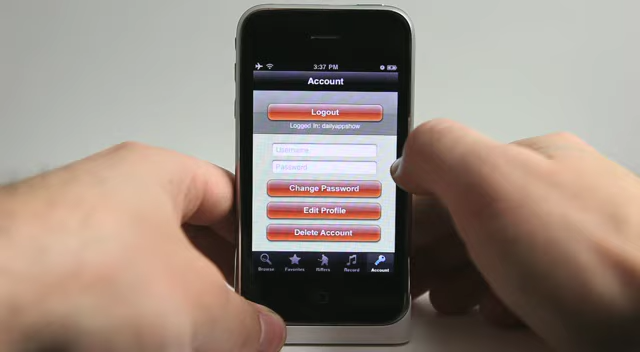 3:37 PM
Account
Logout
Logged In: dailyappshow
Username
Password
Change Password
Edit Profile
Delete Account
Browse Favorites Riffers Record Account